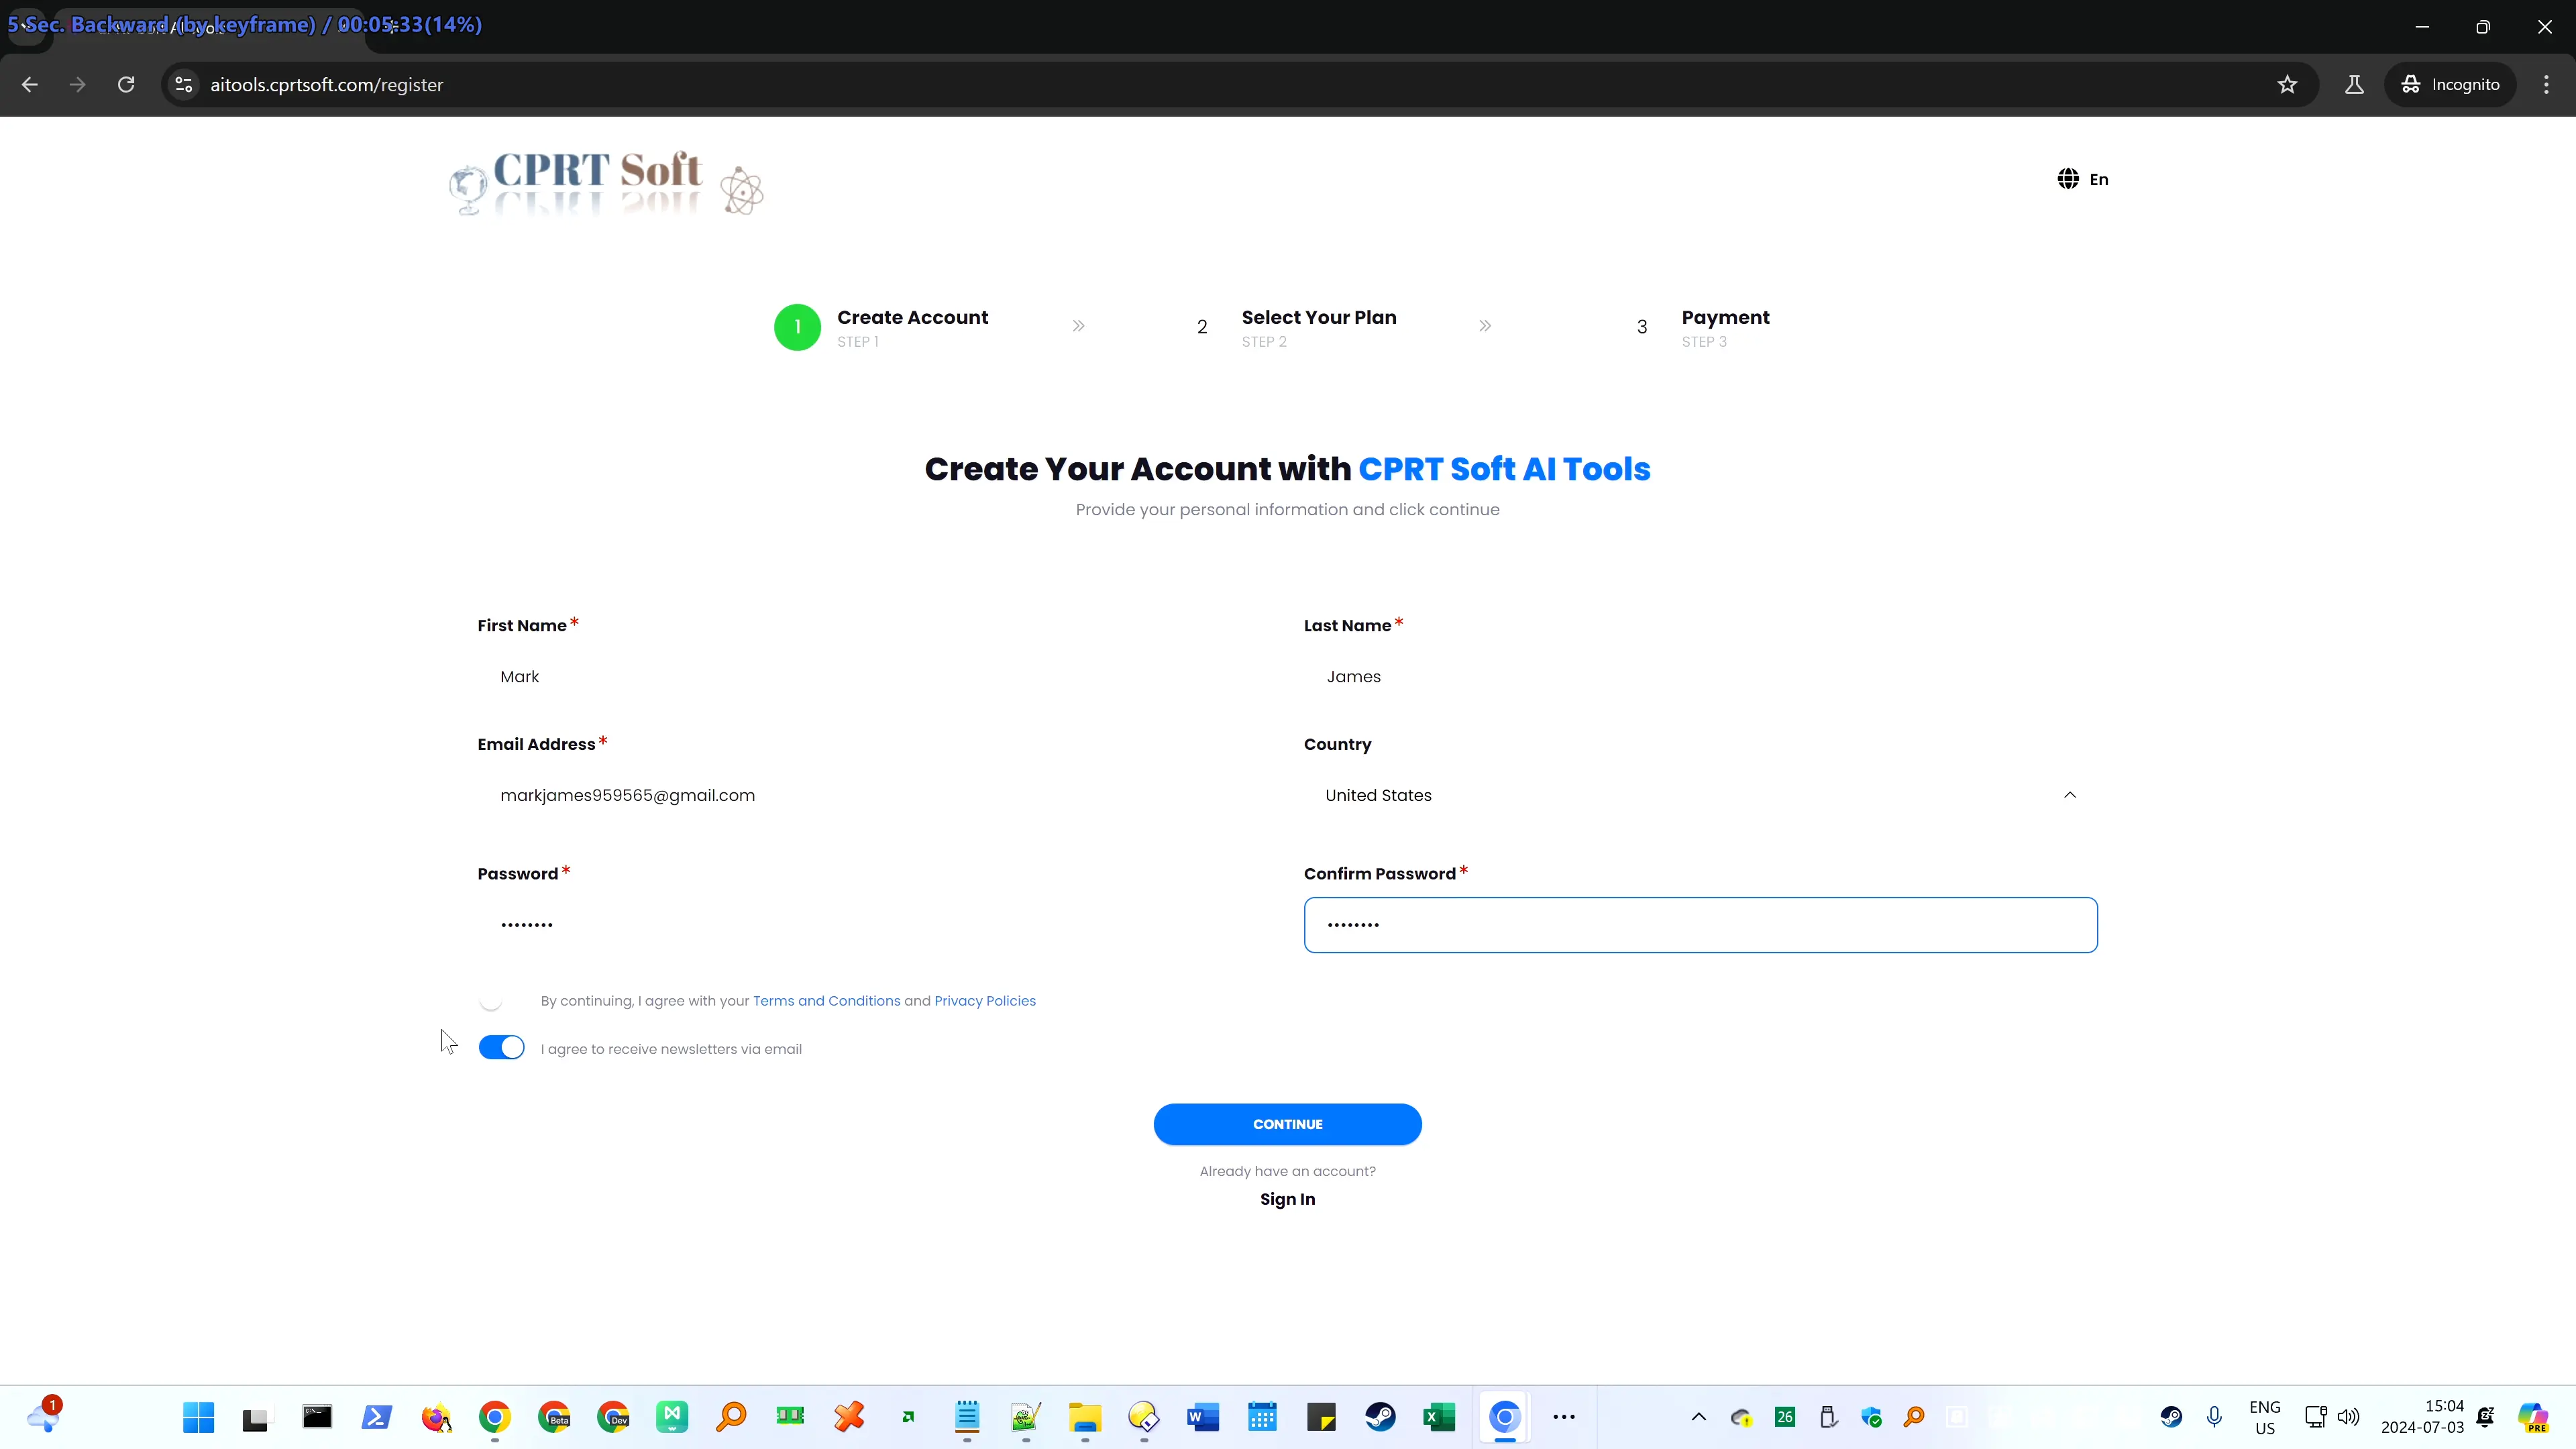 5 Sec. Backward (by keyframe) / 00:05:33(14%)
aitools.cprtsoft.com/register
Incognito
CPRT Soft
En
1
Create Account
STEP 1
2
Select Your Plan
STEP 2
3
Payment
STEP 3
Create Your Account with CPRT Soft AI Tools
Provide your personal information and click continue
First Name*
Last Name*
Mark
James
Email Address*
Country
markjames959565@gmail.com
United States
Password*
Confirm Password*
••••••••
••••••••
By continuing, I agree with your Terms and Conditions and Privacy Policies
I agree to receive newsletters via email
CONTINUE
Already have an account?
Sign In
1
Beta
Dev
26
ENG
US
15:04
2024-07-03
PRE